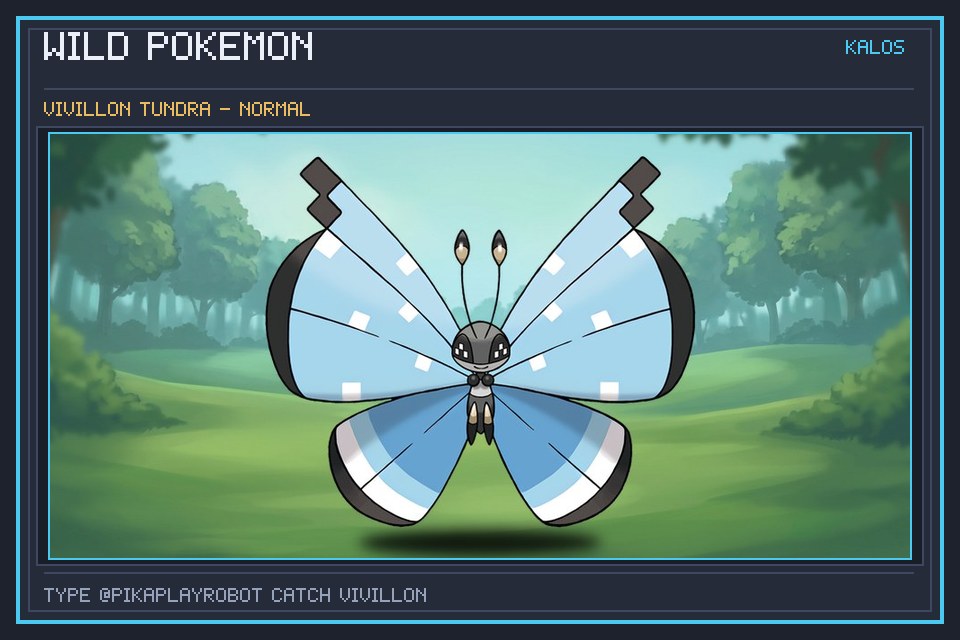 WILD POKEMON
KALOS
VIVILLON TUNDRA - NORMAL
TYPE @PIKAPLAYROBOT CATCH VIVILLON